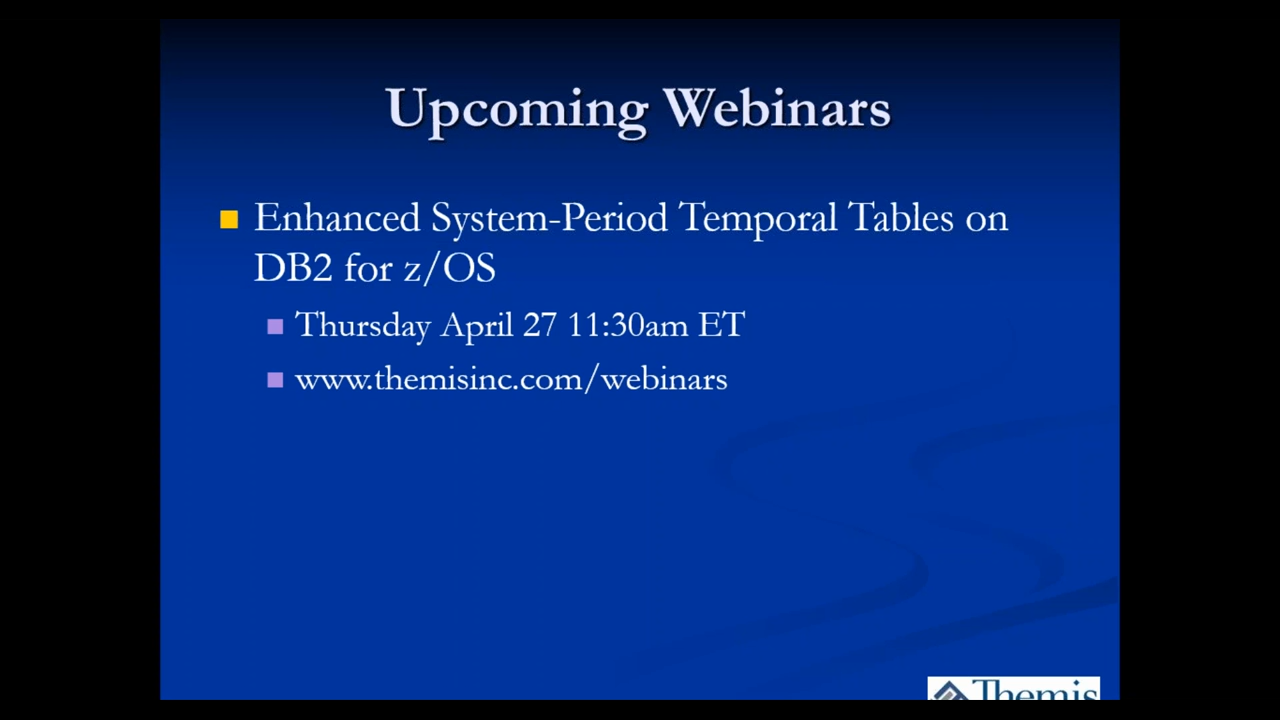 Upcoming Webinars
Enhanced System-Period Temporal Tables on
DB2 for z/OS
Thursday April 27 11:30am ET
www.themisinc.com/webinars
Themis